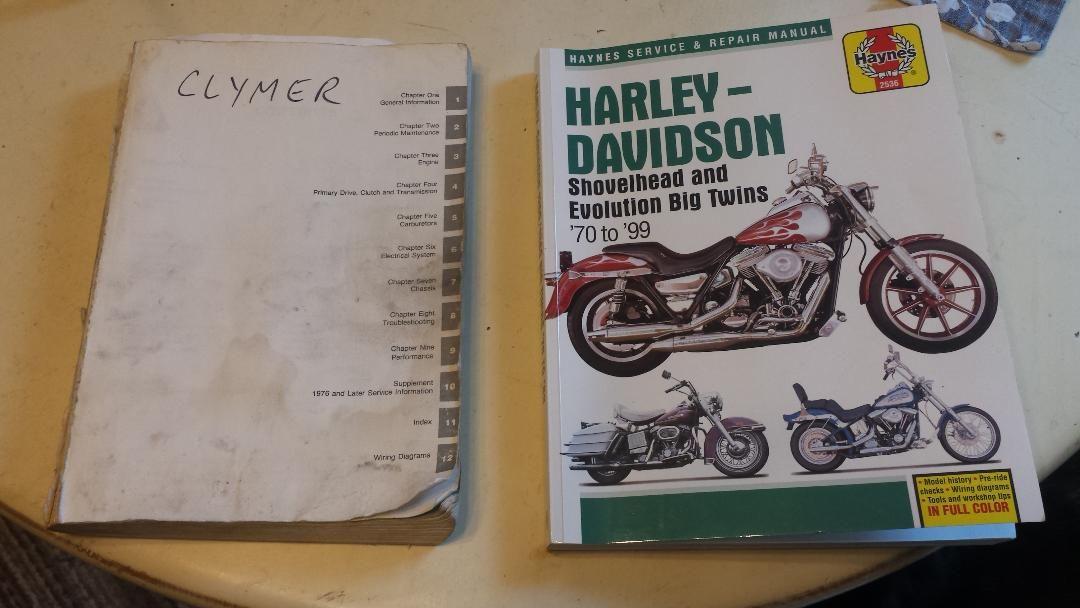 CLYMER
Chapter One
General Information
1
Chapter Two
Periodic Maintenance
2
Chapter Three
Engine
3
Chapter Four
Primary Drive, Clutch and Transmission
4
Chapter Five
Carburetors
5
Chapter Six
Electrical System
6
Chapter Seven
Chassis
7
Chapter Eight
Troubleshooting
8
Chapter Nine
Performance
9
Supplement
1976 and Later Service Information
10
Index
11
Wiring Diagrams
12
HAYNES SERVICE & REPAIR MANUAL
Haynes
®
2536
HARLEY–
DAVIDSON
Shovelhead and
Evolution Big Twins
'70 to '99
• Model history • Pre-ride
checks • Wiring diagrams
• Tools and workshop tips
IN FULL COLOR